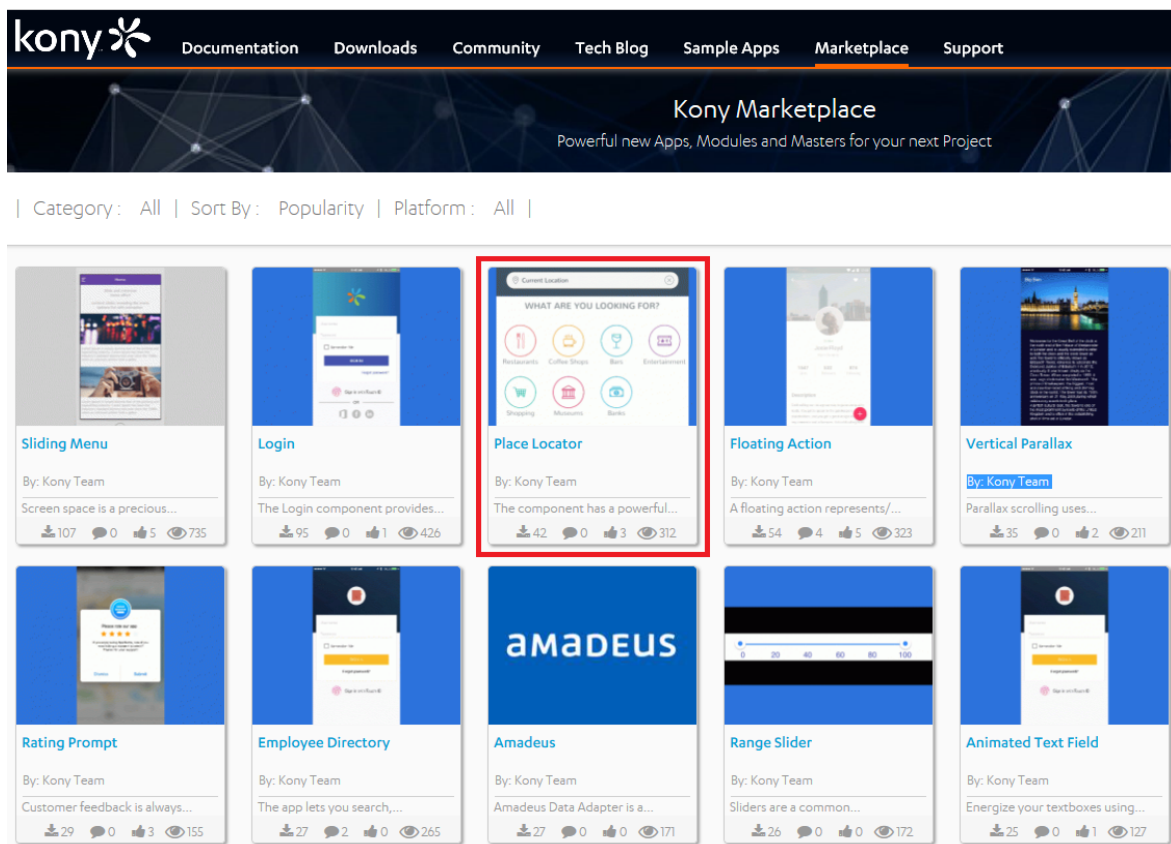 kony
Documentation Downloads Community Tech Blog Sample Apps Marketplace Support
Kony Marketplace
Powerful new Apps, Modules and Masters for your next Project
| Category : All | Sort By : Popularity | Platform : All |
Current Location
WHAT ARE YOU LOOKING FOR?
Restaurants Coffee Shops Bars Entertainment
Shopping Museums Banks
Sliding Menu
By: Kony Team
Screen space is a precious...
107 0 5 735
Login
By: Kony Team
The Login component provides...
95 0 1 426
Place Locator
By: Kony Team
The component has a powerful...
42 0 3 312
Floating Action
By: Kony Team
A floating action represents/...
54 4 5 323
Vertical Parallax
By: Kony Team
Parallax scrolling uses...
35 0 2 211
amadeus
0 20 40 60 80 100
Rating Prompt
By: Kony Team
Customer feedback is always...
29 0 3 155
Employee Directory
By: Kony Team
The app lets you search,...
27 2 0 265
Amadeus
By: Kony Team
Amadeus Data Adapter is a...
27 0 0 171
Range Slider
By: Kony Team
Sliders are a common...
26 0 0 172
Animated Text Field
By: Kony Team
Energize your textboxes using...
25 0 1 127